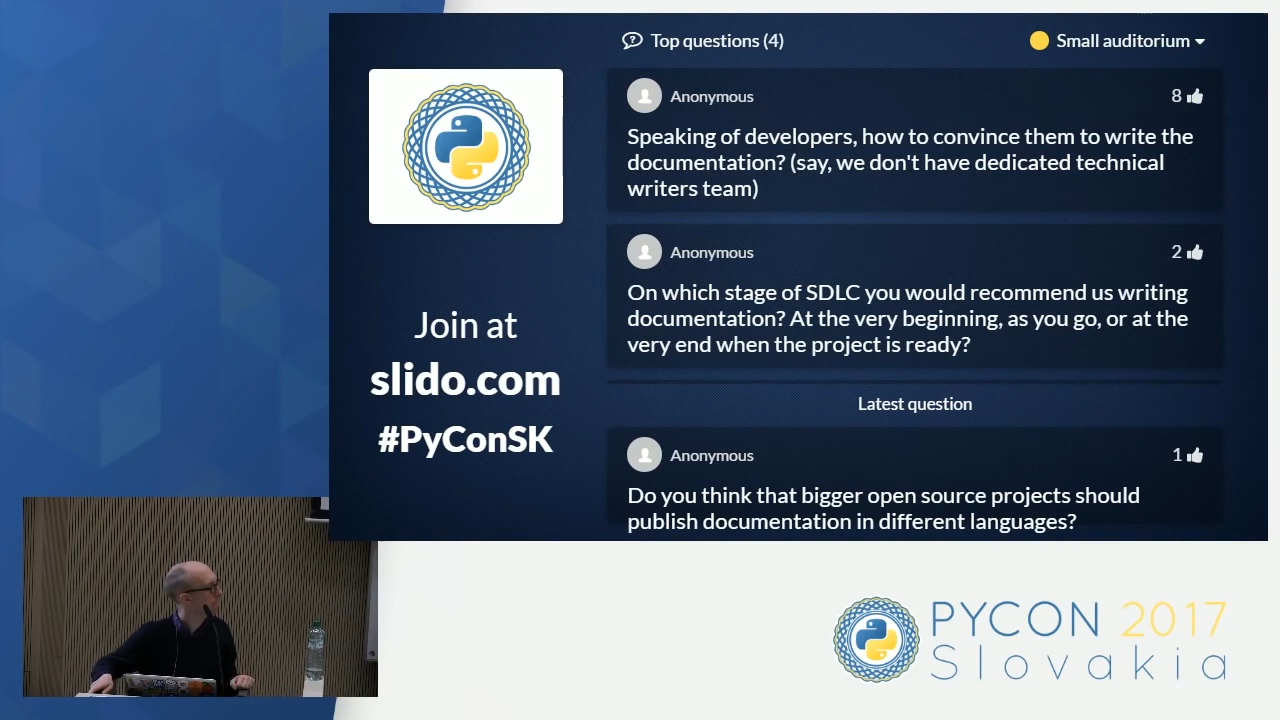 Top questions (4)
Small auditorium
Anonymous
8
Speaking of developers, how to convince them to write the
documentation? (say, we don't have dedicated technical
writers team)
Anonymous
2
On which stage of SDLC you would recommend us writing
documentation? At the very beginning, as you go, or at the
very end when the project is ready?
Latest question
Anonymous
1
Do you think that bigger open source projects should
publish documentation in different languages?
Join at
slido.com
#PyConSK
PYCON 2017
Slovakia